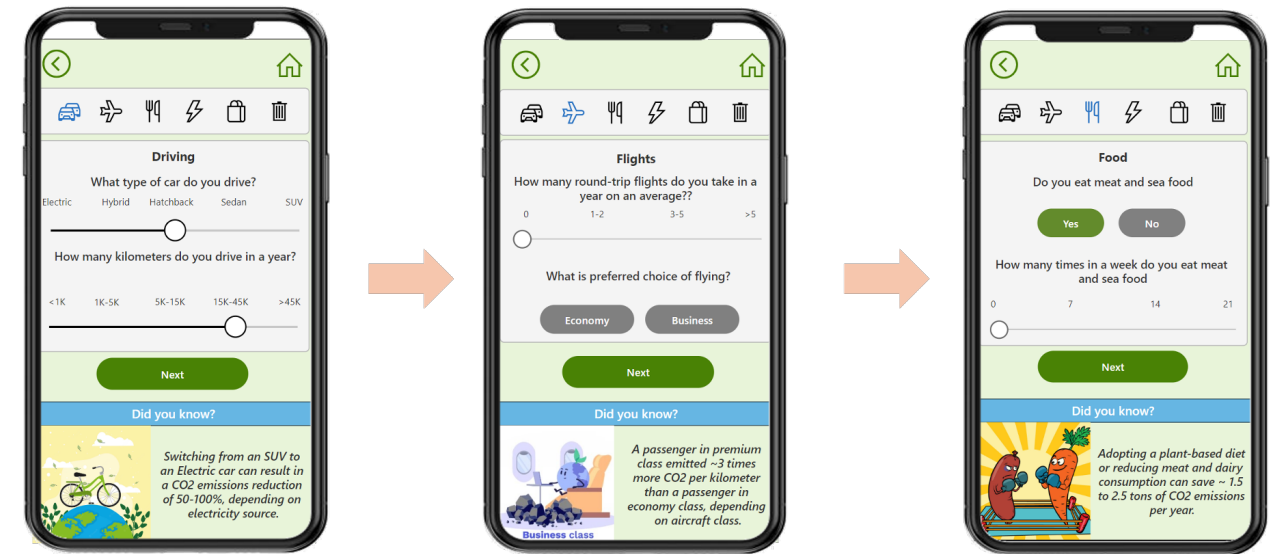 Driving
What type of car do you drive?
Electric Hybrid Hatchback Sedan SUV
How many kilometers do you drive in a year?
<1K 1K-5K 5K-15K 15K-45K >45K
Next
Did you know?
Switching from an SUV to
an Electric car can result in
a CO2 emissions reduction
of 50-100%, depending on
electricity source.
Flights
How many round-trip flights do you take in a
year on an average??
0 1-2 3-5 >5
What is preferred choice of flying?
Economy Business
Next
Did you know?
A passenger in premium
class emitted ~3 times
more CO2 per kilometer
than a passenger in
economy class, depending
on aircraft class.
Business class
Food
Do you eat meat and sea food
Yes No
How many times in a week do you eat meat
and sea food
0 7 14 21
Next
Did you know?
Adopting a plant-based diet
or reducing meat and dairy
consumption can save ~ 1.5
to 2.5 tons of CO2 emissions
per year.